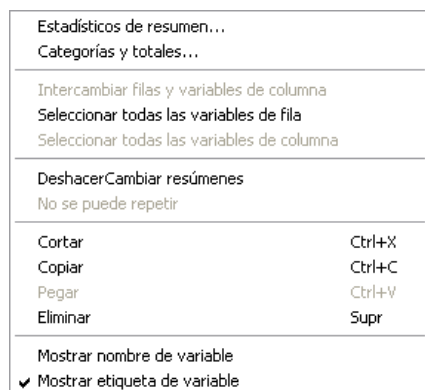 Estadísticos de resumen...
Categorías y totales...
Intercambiar filas y variables de columna
Seleccionar todas las variables de fila
Seleccionar todas las variables de columna
DeshacerCambiar resúmenes
No se puede repetir
Cortar Ctrl+X
Copiar Ctrl+C
Pegar Ctrl+V
Eliminar Supr
Mostrar nombre de variable
✓ Mostrar etiqueta de variable